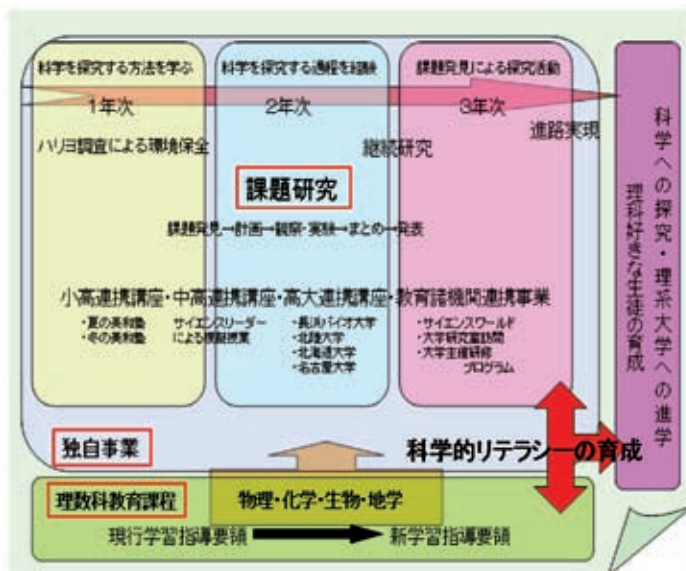 科学を探究する方法を学ぶ
科学を探究する過程を経験
課題発見による探究活動
1年次
2年次
3年次
進路実現
ハリヨ調査による環境保全
継続研究
課題研究
課題発見→計画→観察・実験→まとめ→発表
小高連携講座・中高連携講座・高大連携講座・教育諸機関連携事業
・夏の美和塾
・冬の美和塾
サイエンスリーダー
による模擬授業
・長浜バイオ大学
・北陸大学
・北海道大学
・名古屋大学
・サイエンスワールド
・大学研究室訪問
・大学主催研修
プログラム
独自事業
科学的リテラシーの育成
理数科教育課程
物理・化学・生物・地学
現行学習指導要領
新学習指導要領
科学への探究・理系大学への進学
理科好きな生徒の育成